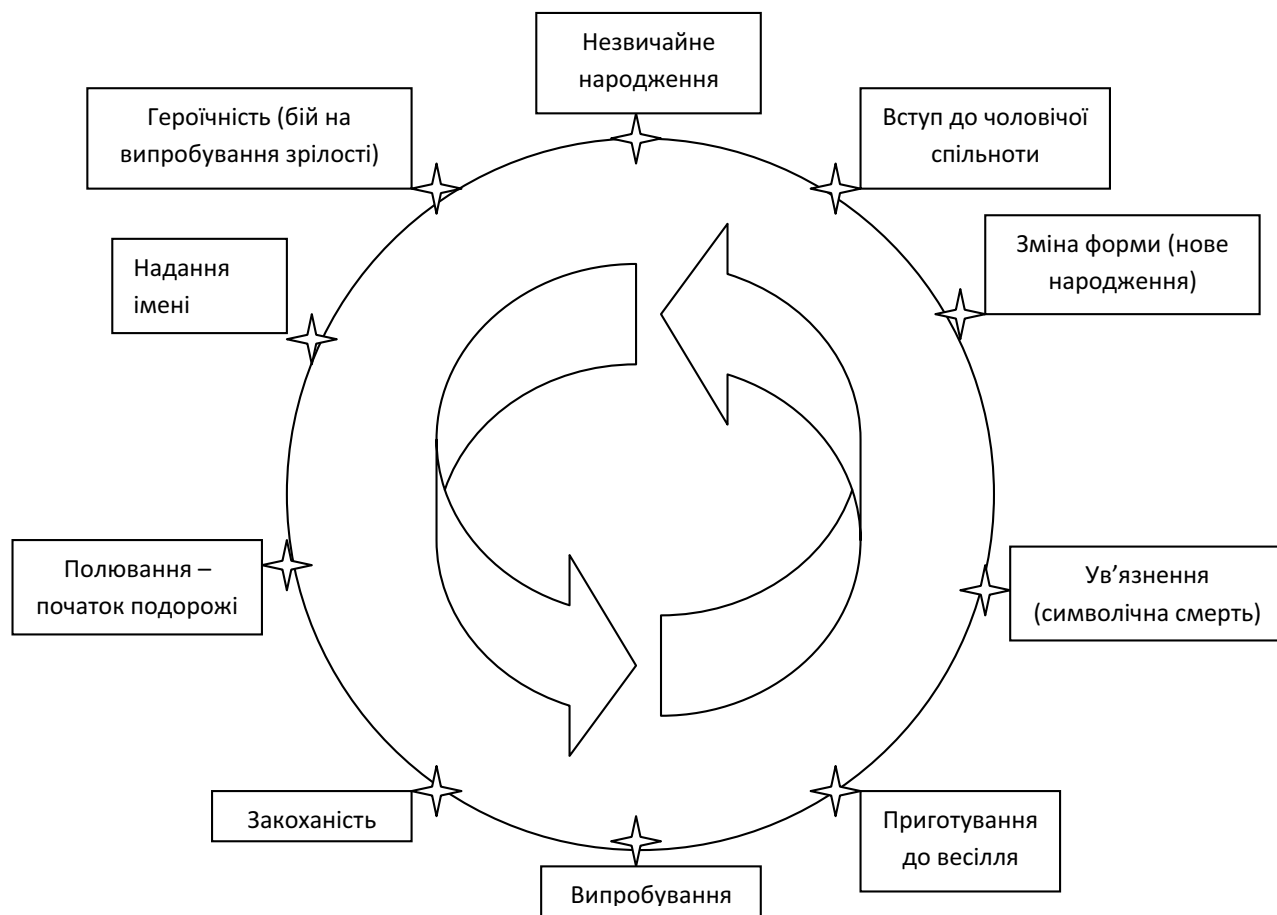 Незвичайне
народження
Героїчність (бій на
випробування зрілості)
Вступ до чоловічої
спільноти
Надання
імені
Зміна форми (нове
народження)
Полювання –
початок подорожі
Ув’язнення
(символічна смерть)
Закоханість
Приготування
до весілля
Випробування